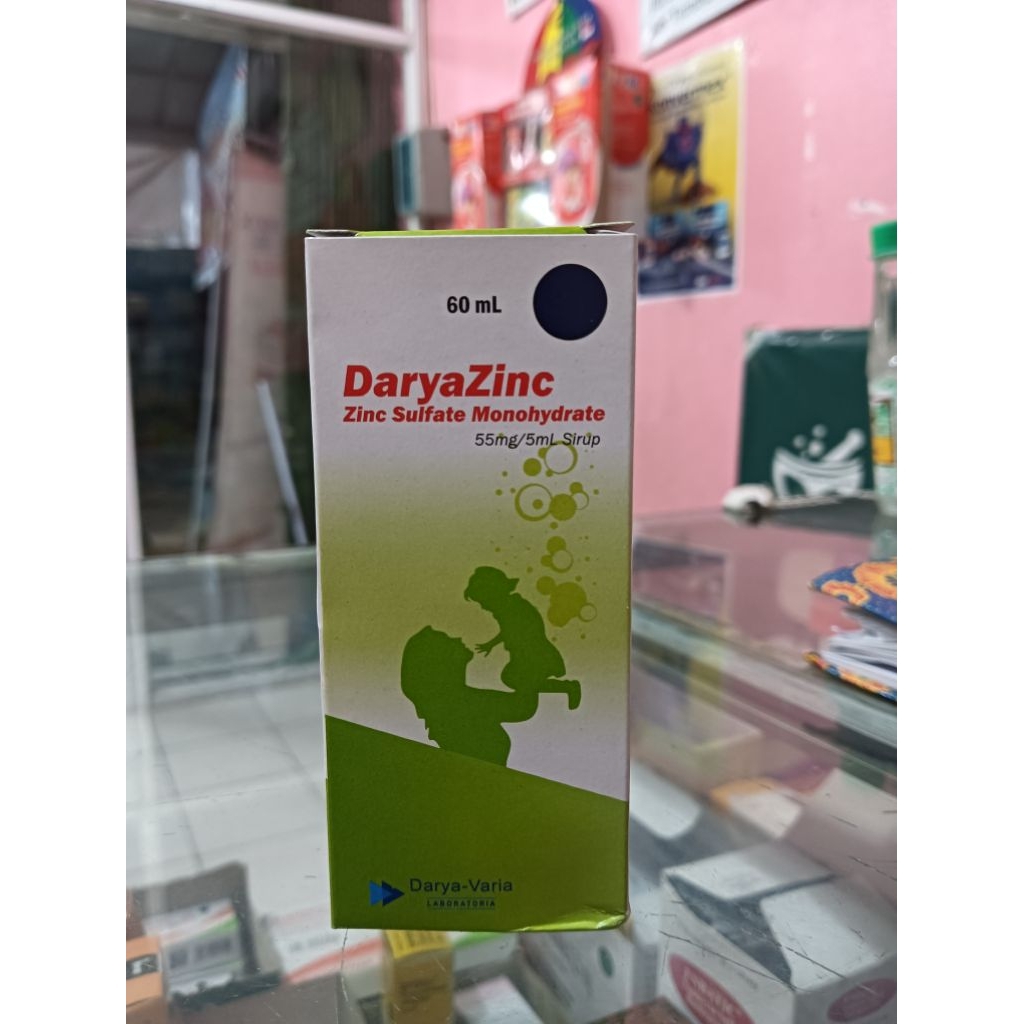 60 mL
DaryaZinc
Zinc Sulfate Monohydrate
55mg/5mL Sirup
Darya-Varia
LABORATORIA